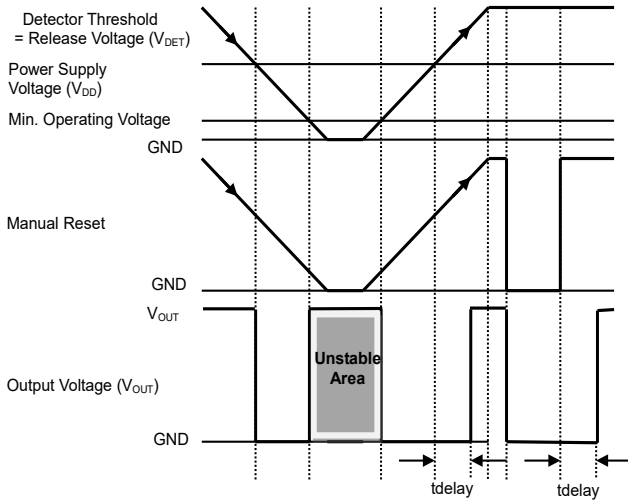 Detector Threshold
= Release Voltage (VDET)
Power Supply
Voltage (VDD)
Min. Operating Voltage
GND
Manual Reset
GND
VOUT
Unstable
Area
Output Voltage (VOUT)
GND
tdelay
tdelay